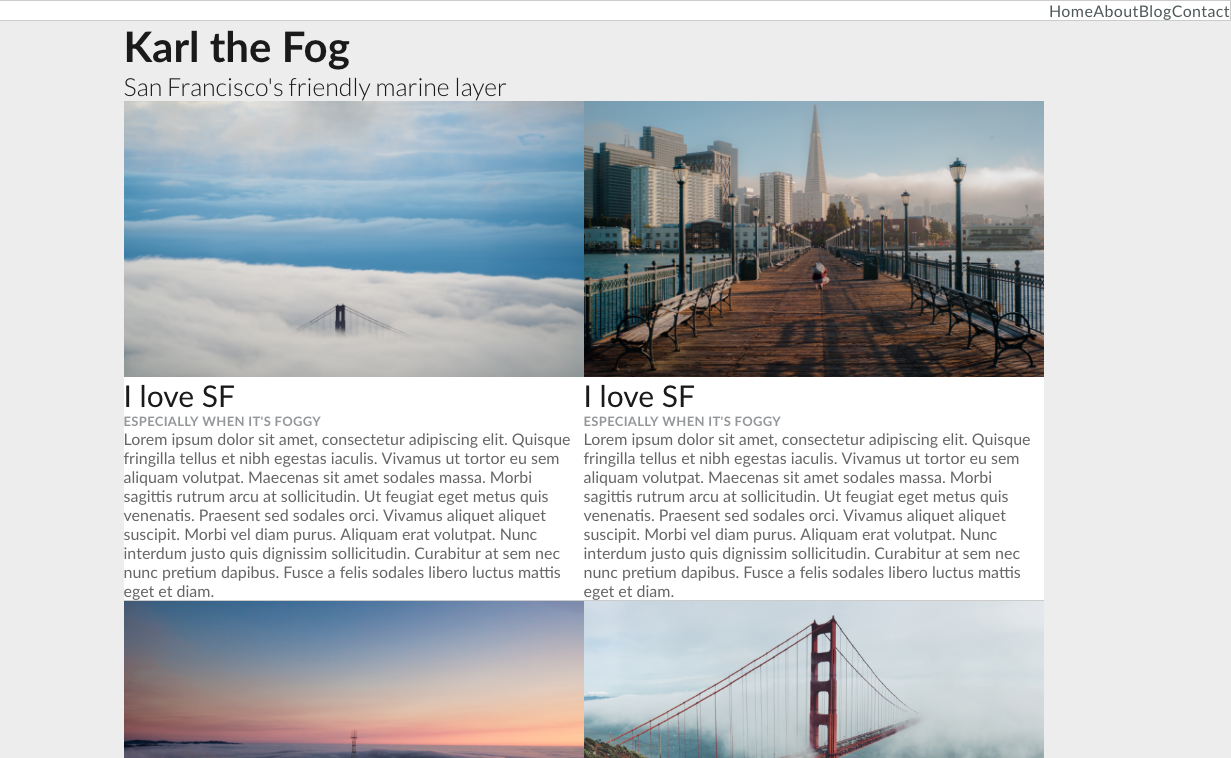 HomeAboutBlogContact
Karl the Fog
San Francisco's friendly marine layer
I love SF
ESPECIALLY WHEN IT'S FOGGY
Lorem ipsum dolor sit amet, consectetur adipiscing elit. Quisque
fringilla tellus et nibh egestas iaculis. Vivamus ut tortor eu sem
aliquam volutpat. Maecenas sit amet sodales massa. Morbi
sagittis rutrum arcu at sollicitudin. Ut feugiat eget metus quis
venenatis. Praesent sed sodales orci. Vivamus aliquet aliquet
suscipit. Morbi vel diam purus. Aliquam erat volutpat. Nunc
interdum justo quis dignissim sollicitudin. Curabitur at sem nec
nunc pretium dapibus. Fusce a felis sodales libero luctus mattis
eget et diam.
I love SF
ESPECIALLY WHEN IT'S FOGGY
Lorem ipsum dolor sit amet, consectetur adipiscing elit. Quisque
fringilla tellus et nibh egestas iaculis. Vivamus ut tortor eu sem
aliquam volutpat. Maecenas sit amet sodales massa. Morbi
sagittis rutrum arcu at sollicitudin. Ut feugiat eget metus quis
venenatis. Praesent sed sodales orci. Vivamus aliquet aliquet
suscipit. Morbi vel diam purus. Aliquam erat volutpat. Nunc
interdum justo quis dignissim sollicitudin. Curabitur at sem nec
nunc pretium dapibus. Fusce a felis sodales libero luctus mattis
eget et diam.